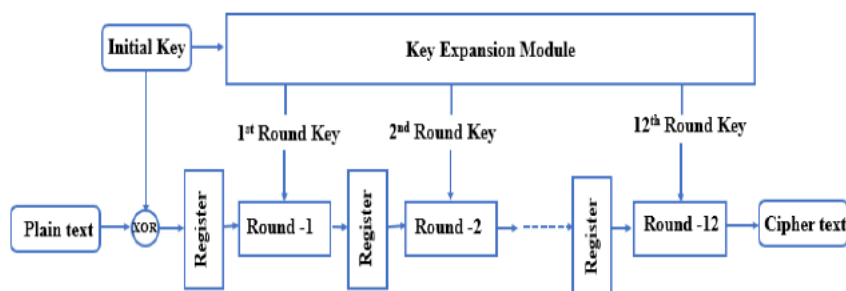 Initial Key
Key Expansion Module
1st Round Key
2nd Round Key
12th Round Key
Plain text
XOR
Register
Round -1
Register
Round -2
Register
Round -12
Cipher text